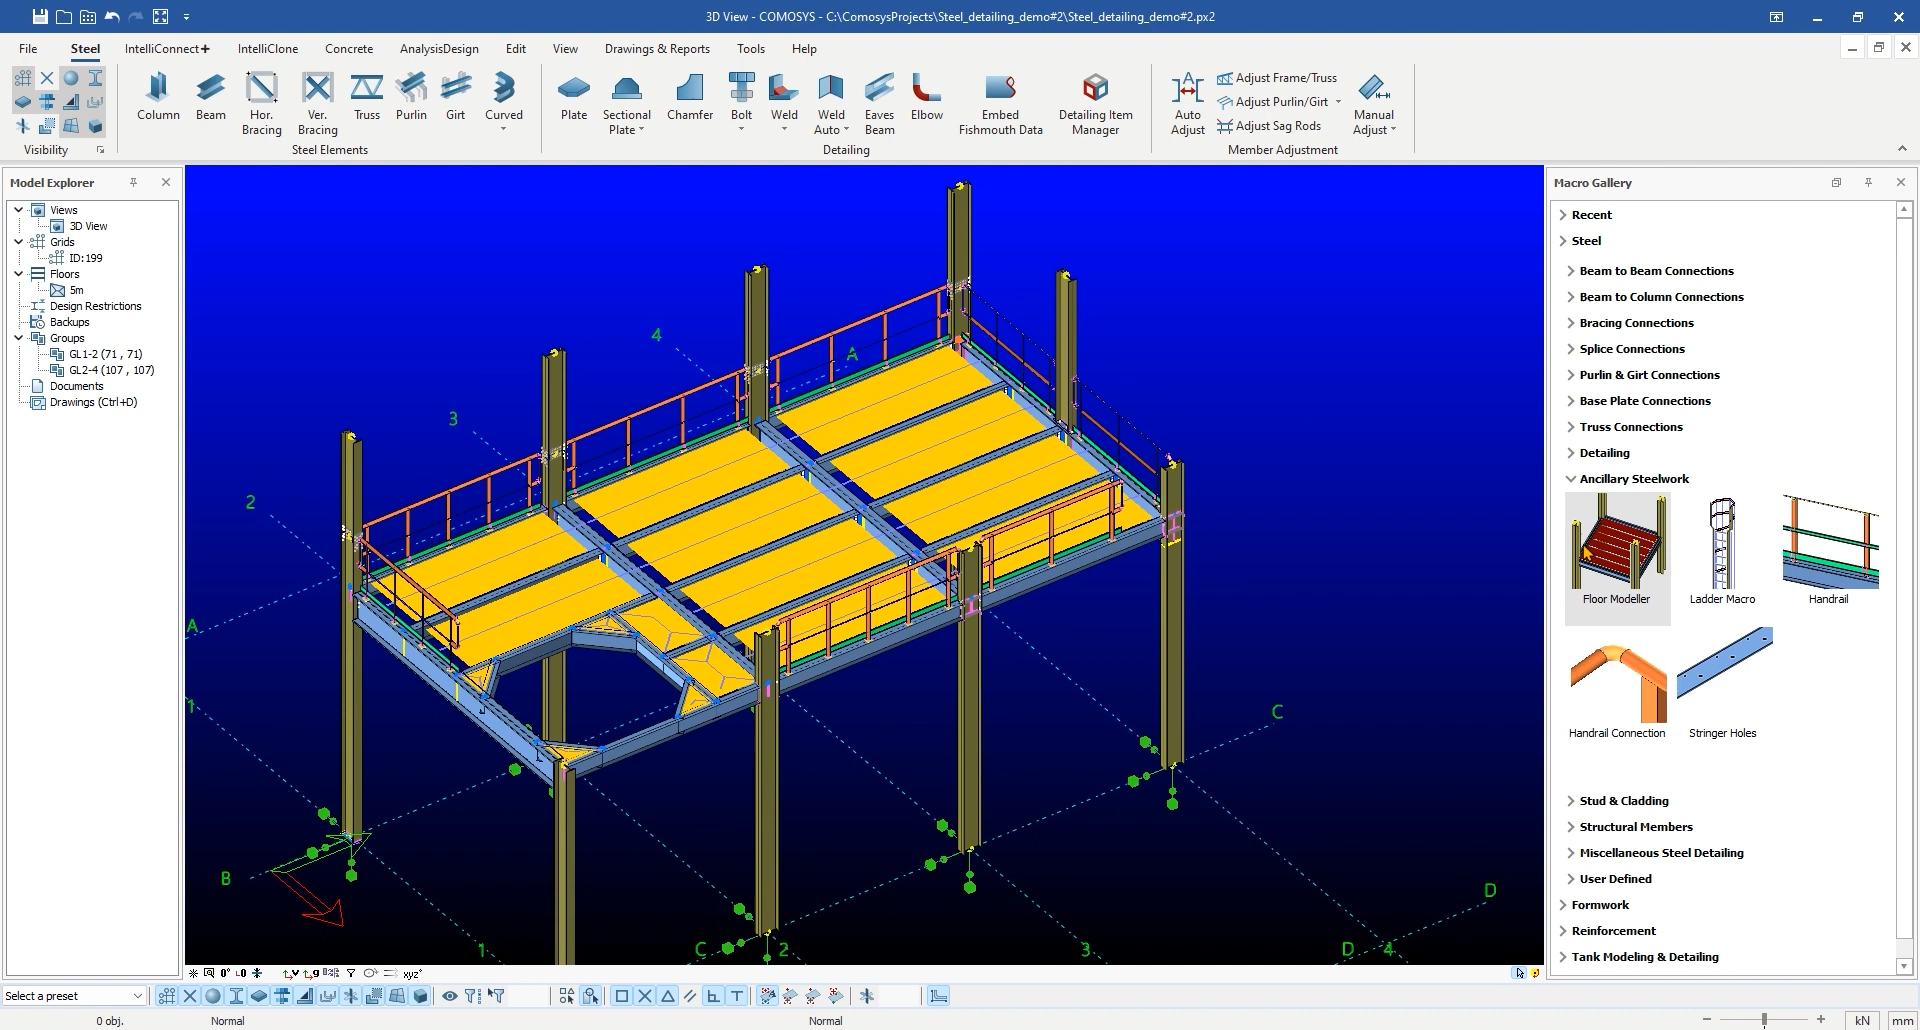 3D View - COMOSYS - C:\ComosysProjects\Steel_detailing_demo#2\Steel_detailing_demo#2.px2
File Steel IntelliConnect+ IntelliClone Concrete AnalysisDesign Edit View Drawings & Reports Tools Help
Column Beam Hor. Bracing Ver. Bracing Truss Purlin Girt Curved
Plate Sectional Plate Chamfer Bolt Weld Weld Auto Eaves Beam Elbow Embed Fishmouth Data Detailing Item Manager
Auto Adjust
Adjust Frame/Truss
Adjust Purlin/Girt
Adjust Sag Rods
Manual Adjust
Visibility Steel Elements Detailing Member Adjustment
Model Explorer
Views
3D View
Grids
ID:199
Floors
5m
Design Restrictions
Backups
Groups
GL1-2 (71 , 71)
GL2-4 (107 , 107)
Documents
Drawings (Ctrl+D)
4
A
3
2
A
1
C
B
D
1
C
2
3
D
4
xyz°
Macro Gallery
Recent
Steel
Beam to Beam Connections
Beam to Column Connections
Bracing Connections
Splice Connections
Purlin & Girt Connections
Base Plate Connections
Truss Connections
Detailing
Ancillary Steelwork
Floor Modeller Ladder Macro Handrail
Handrail Connection Stringer Holes
Stud & Cladding
Structural Members
Miscellaneous Steel Detailing
User Defined
Formwork
Reinforcement
Tank Modeling & Detailing
Select a preset
0 obj. Normal Normal kN mm